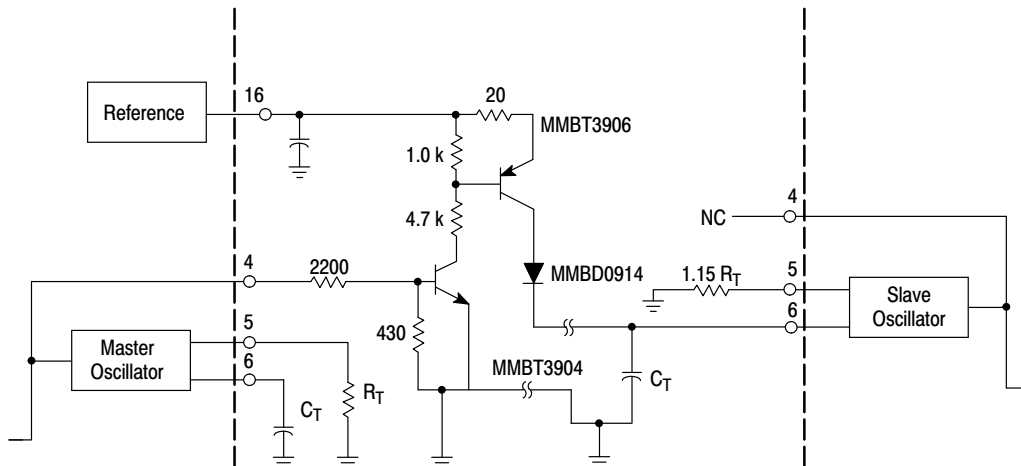 Reference
16
20
MMBT3906
1.0 k
4.7 k
NC
4
4
2200
MMBD0914
1.15 RT
5
6
Slave
Oscillator
5
6
Master
Oscillator
430
RT
CT
MMBT3904
CT